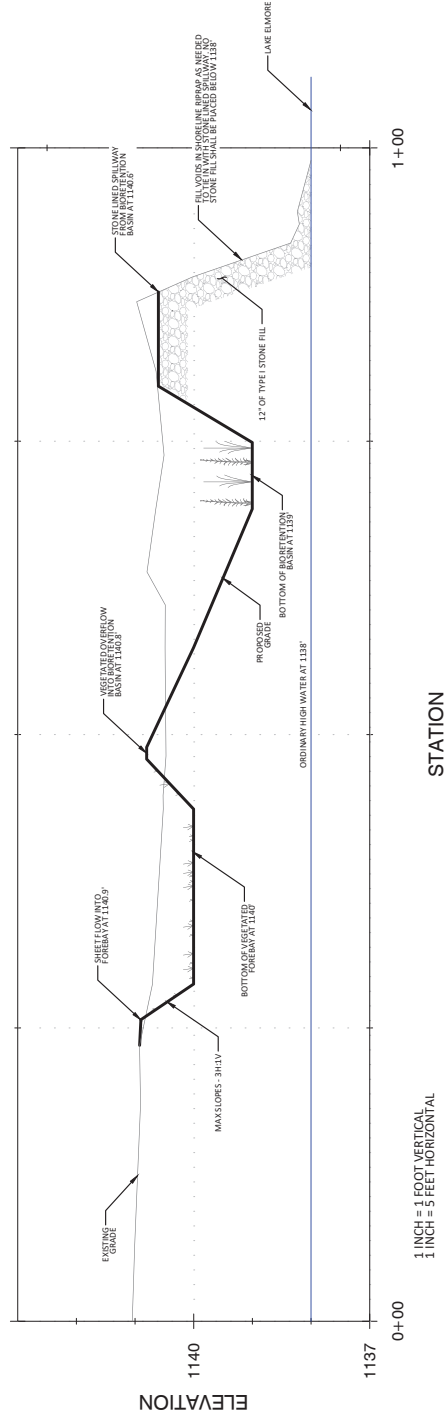 STONE LINED SPILLWAY
FROM BIORETENTION
BASIN AT 1140.6'
FILL VOIDS IN SHORELINE RIPRAP AS NEEDED
TO TIE IN WITH STONE LINED SPILLWAY. NO
STONE FILL SHALL BE PLACED BELOW 1138'
LAKE ELMORE
VEGETATED OVERFLOW
INTO BIORETENTION
BASIN AT 1140.8'
SHEET FLOW INTO
FOREBAY AT 1140.9'
EXISTING
GRADE
MAX SLOPES - 3H:1V
BOTTOM OF VEGETATED
FOREBAY AT 1140'
PROPOSED
GRADE
BOTTOM OF BIORETENTION
BASIN AT 1139'
12" OF TYPE I STONE FILL
ORDINARY HIGH WATER AT 1138'
ELEVATION
1140
1137
0+00
1+00
STATION
1 INCH = 1 FOOT VERTICAL
1 INCH = 5 FEET HORIZONTAL